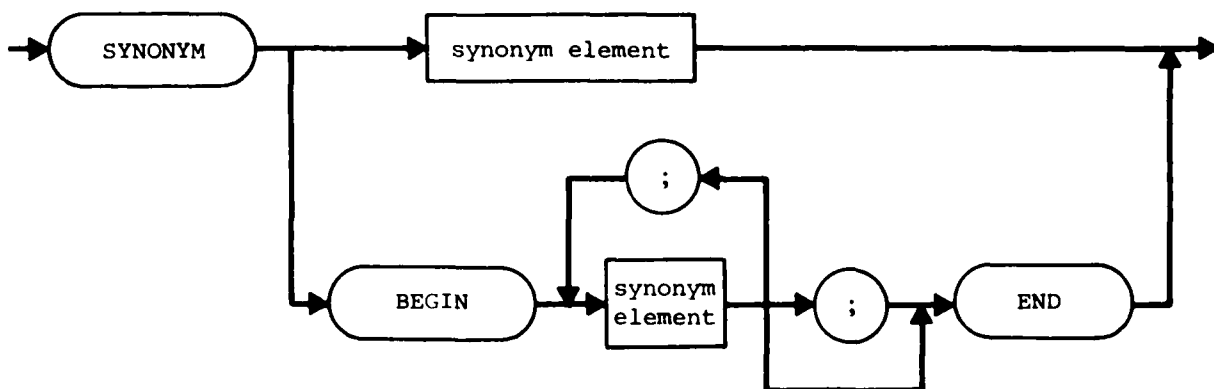 SYNONYM
synonym element
;
BEGIN
synonym
element
;
END